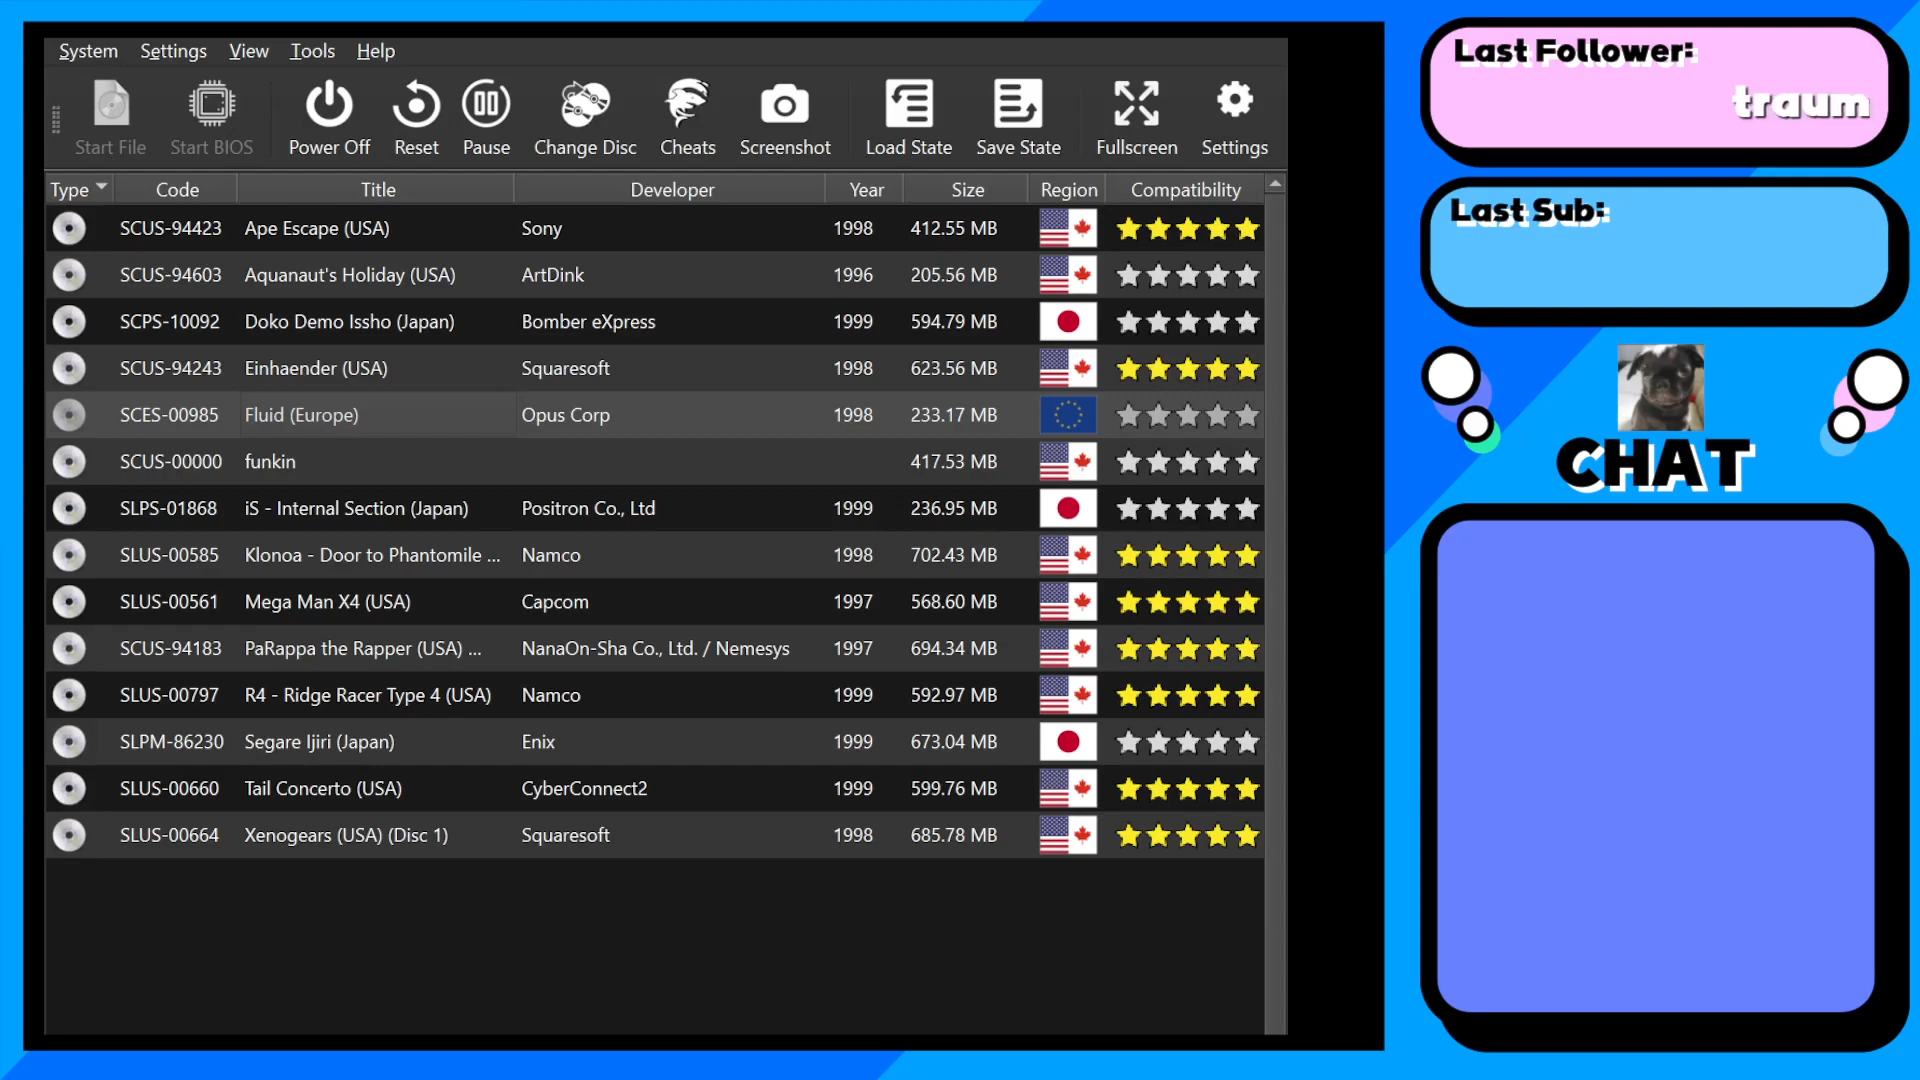 System Settings View Tools Help
Start File Start BIOS Power Off Reset Pause Change Disc Cheats Screenshot Load State Save State Fullscreen Settings
Type Code Title Developer Year Size Region Compatibility
SCUS-94423 Ape Escape (USA) Sony 1998 412.55 MB
SCUS-94603 Aquanaut's Holiday (USA) ArtDink 1996 205.56 MB
SCPS-10092 Doko Demo Issho (Japan) Bomber eXpress 1999 594.79 MB
SCUS-94243 Einhaender (USA) Squaresoft 1998 623.56 MB
SCES-00985 Fluid (Europe) Opus Corp 1998 233.17 MB
SCUS-00000 funkin 417.53 MB
SLPS-01868 iS - Internal Section (Japan) Positron Co., Ltd 1999 236.95 MB
SLUS-00585 Klonoa - Door to Phantomile ... Namco 1998 702.43 MB
SLUS-00561 Mega Man X4 (USA) Capcom 1997 568.60 MB
SCUS-94183 PaRappa the Rapper (USA) ... NanaOn-Sha Co., Ltd. / Nemesys 1997 694.34 MB
SLUS-00797 R4 - Ridge Racer Type 4 (USA) Namco 1999 592.97 MB
SLPM-86230 Segare Ijiri (Japan) Enix 1999 673.04 MB
SLUS-00660 Tail Concerto (USA) CyberConnect2 1999 599.76 MB
SLUS-00664 Xenogears (USA) (Disc 1) Squaresoft 1998 685.78 MB
Last Follower:
traum
Last Sub:
CHAT